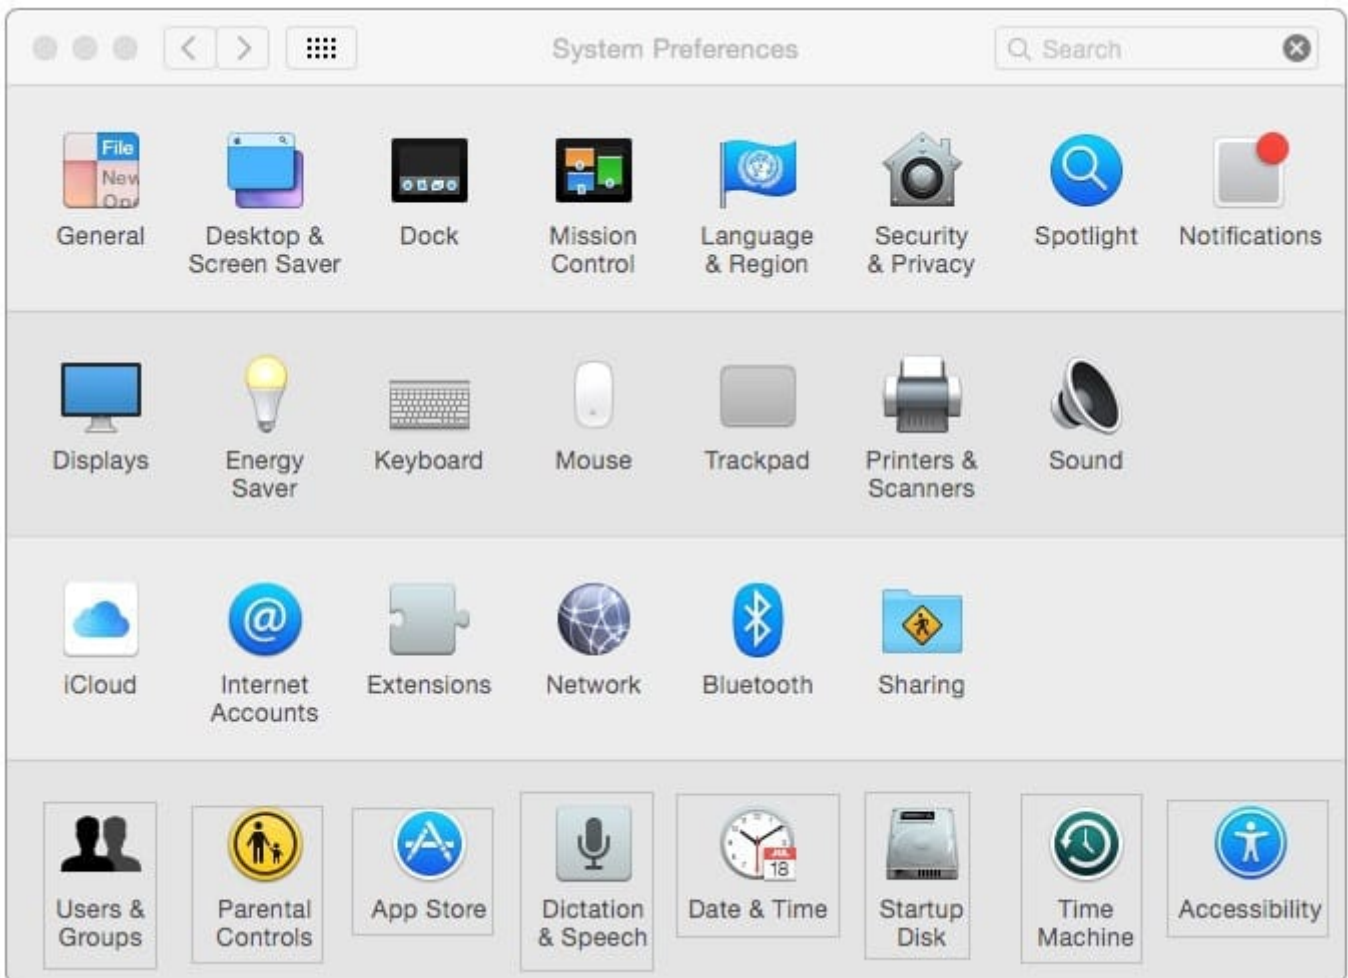 System Preferences
Search
File
New
General
Desktop &
Screen Saver
Dock
Mission
Control
Language
& Region
Security
& Privacy
Spotlight
Notifications
Displays
Energy
Saver
Keyboard
Mouse
Trackpad
Printers &
Scanners
Sound
@
iCloud
Internet
Accounts
Extensions
Network
Bluetooth
Sharing
JUL
18
Users &
Groups
Parental
Controls
App Store
Dictation
& Speech
Date & Time
Startup
Disk
Time
Machine
Accessibility